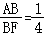 AB/BF = 1/4